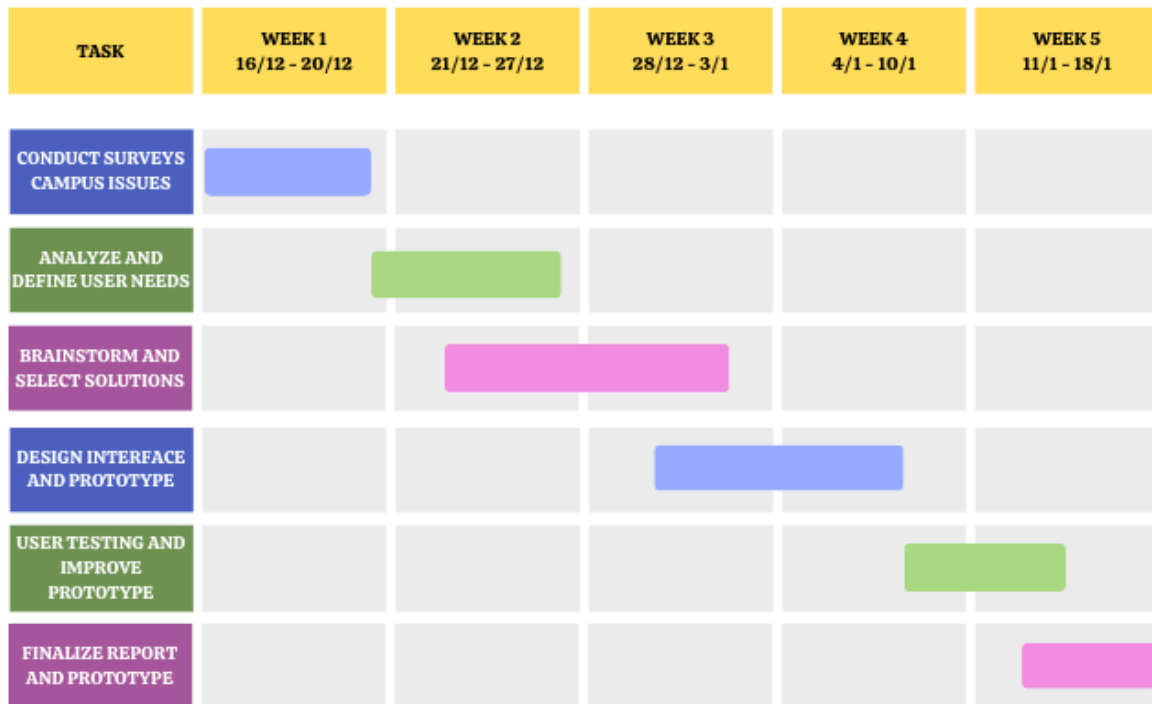 TASK
WEEK 1
16/12 - 20/12
WEEK 2
21/12 - 27/12
WEEK 3
28/12 - 3/1
WEEK 4
4/1 - 10/1
WEEK 5
11/1 - 18/1
CONDUCT SURVEYS
CAMPUS ISSUES
ANALYZE AND
DEFINE USER NEEDS
BRAINSTORM AND
SELECT SOLUTIONS
DESIGN INTERFACE
AND PROTOTYPE
USER TESTING AND
IMPROVE
PROTOTYPE
FINALIZE REPORT
AND PROTOTYPE